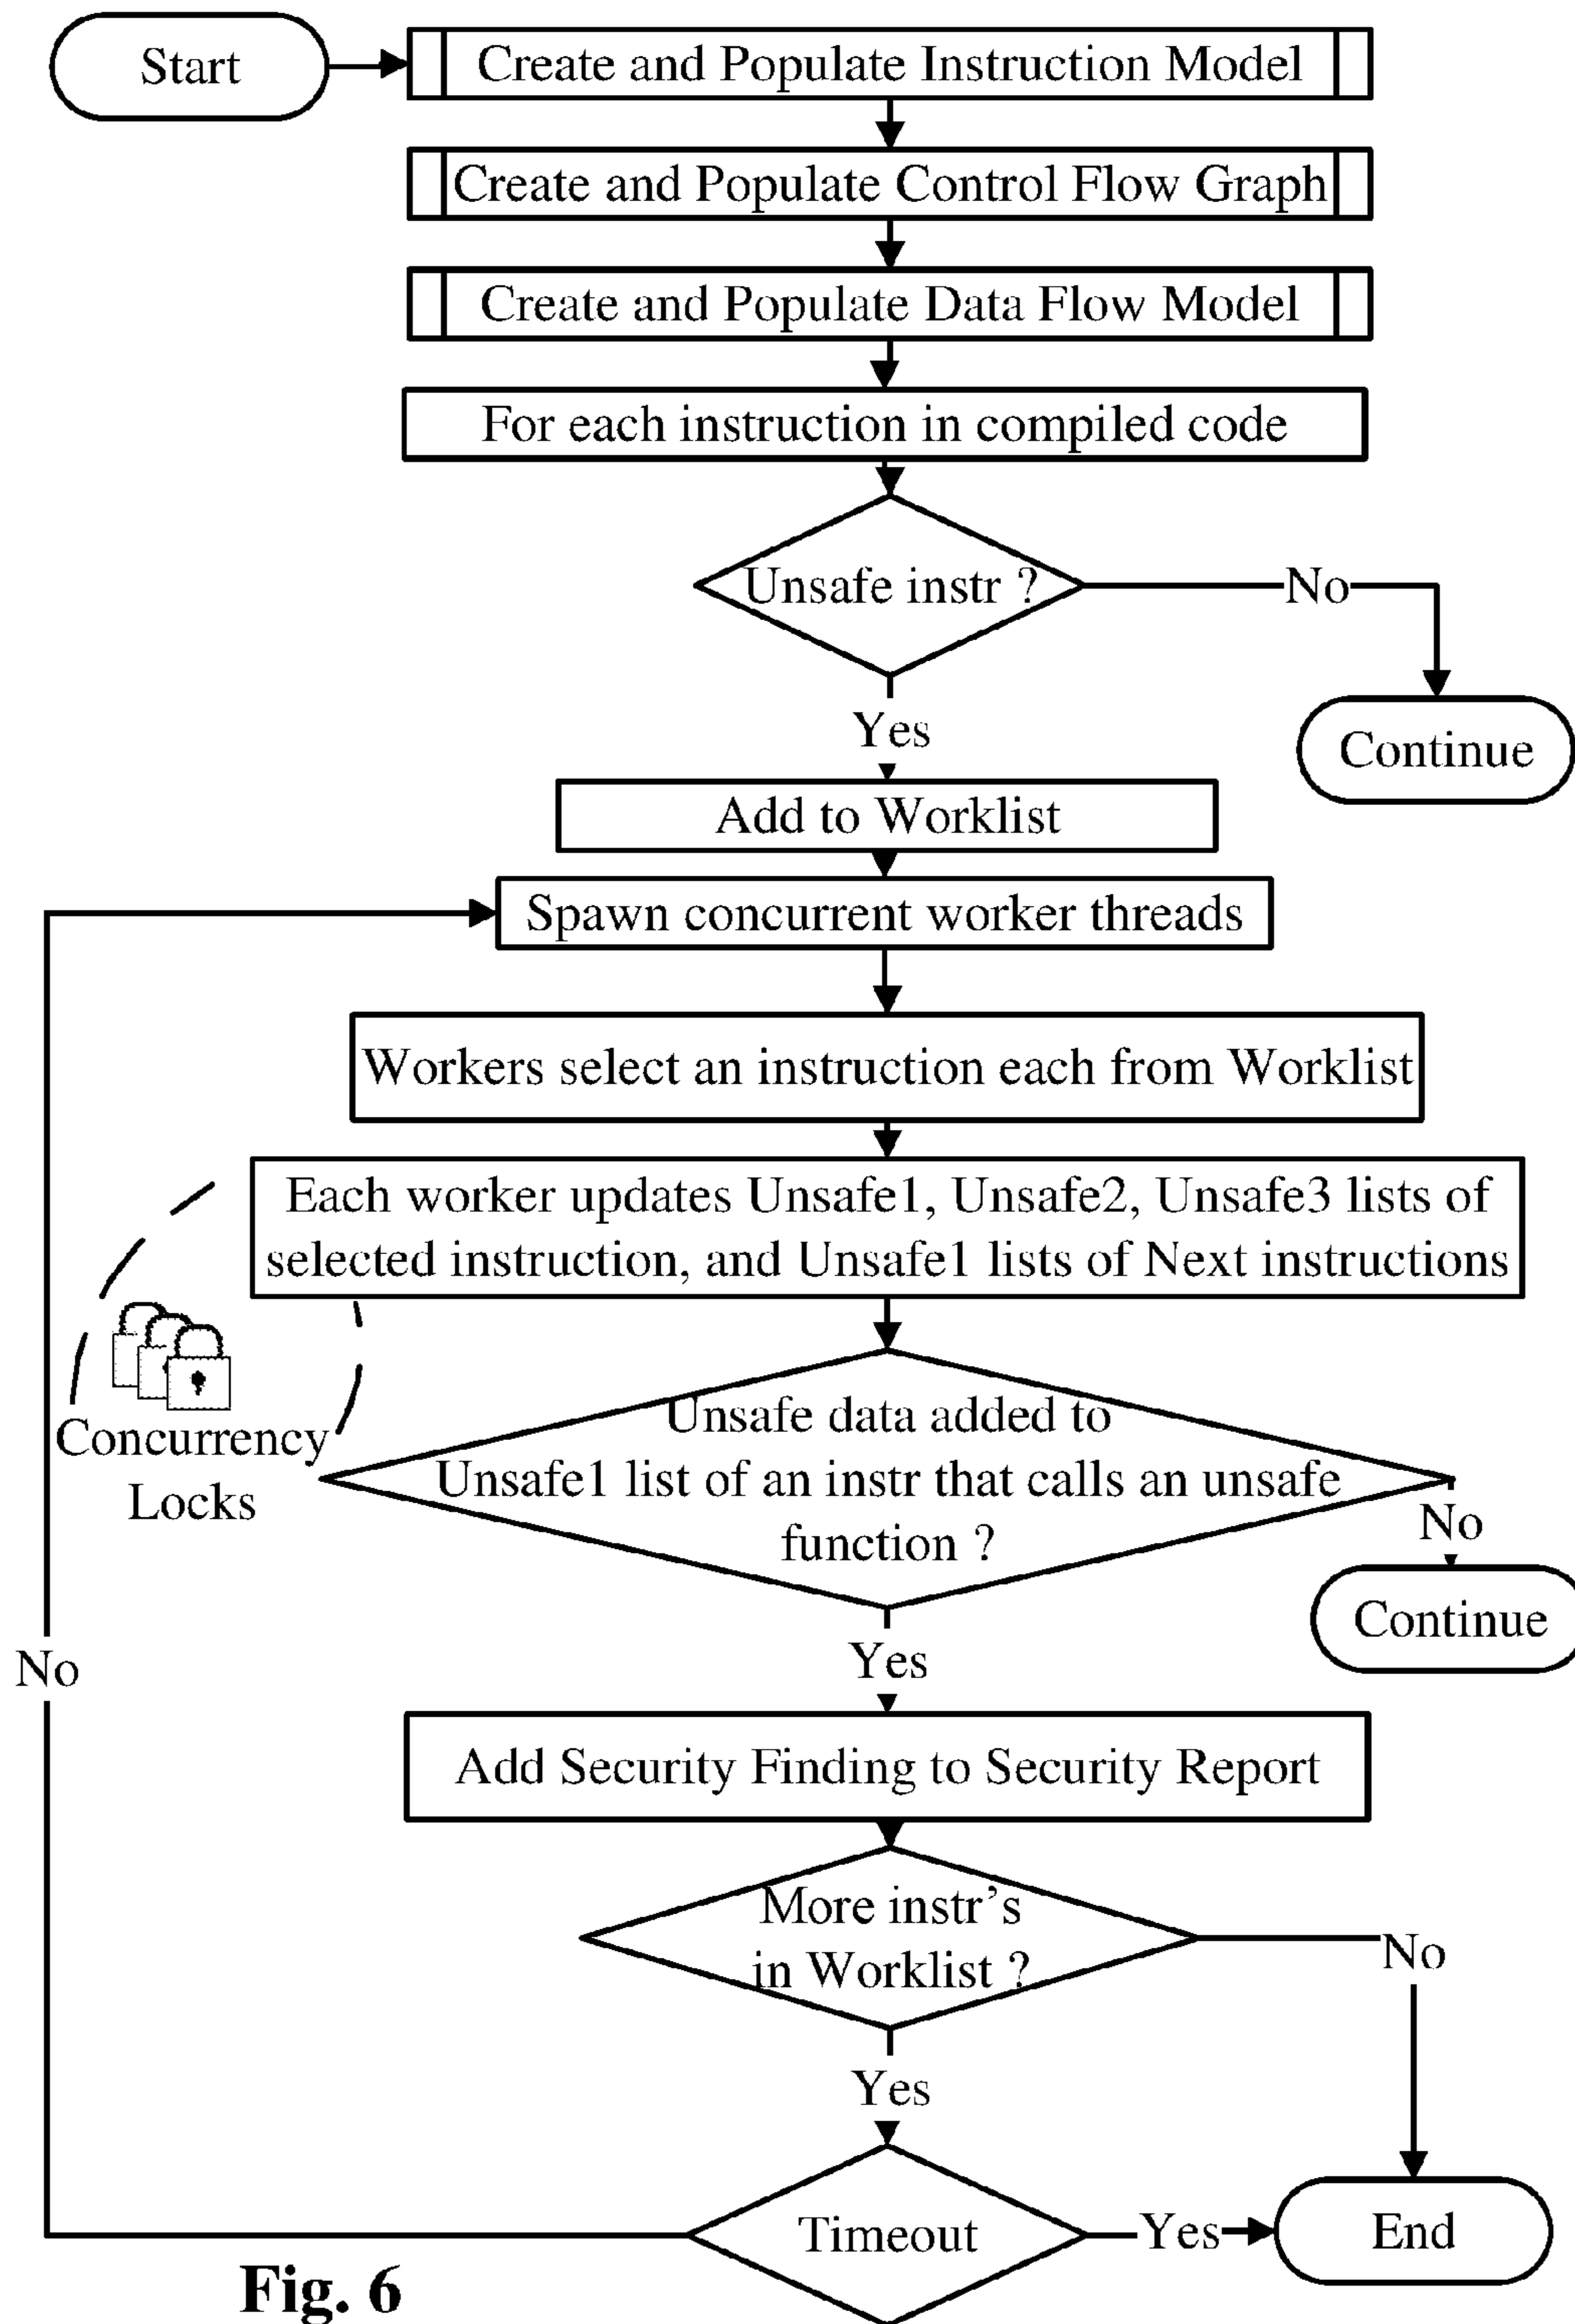 Start
Create and Populate Instruction Model
Create and Populate Control Flow Graph
Create and Populate Data Flow Model
For each instruction in compiled code
Unsafe instr ?
No
Continue
Yes
Add to Worklist
Spawn concurrent worker threads
Workers select an instruction each from Worklist
Each worker updates Unsafe1, Unsafe2, Unsafe3 lists of
selected instruction, and Unsafe1 lists of Next instructions
Concurrency
Locks
Unsafe data added to
Unsafe1 list of an instr that calls an unsafe
function ?
No
Continue
Yes
No
Add Security Finding to Security Report
More instr's
in Worklist ?
No
Yes
Timeout
Yes
End
Fig. 6